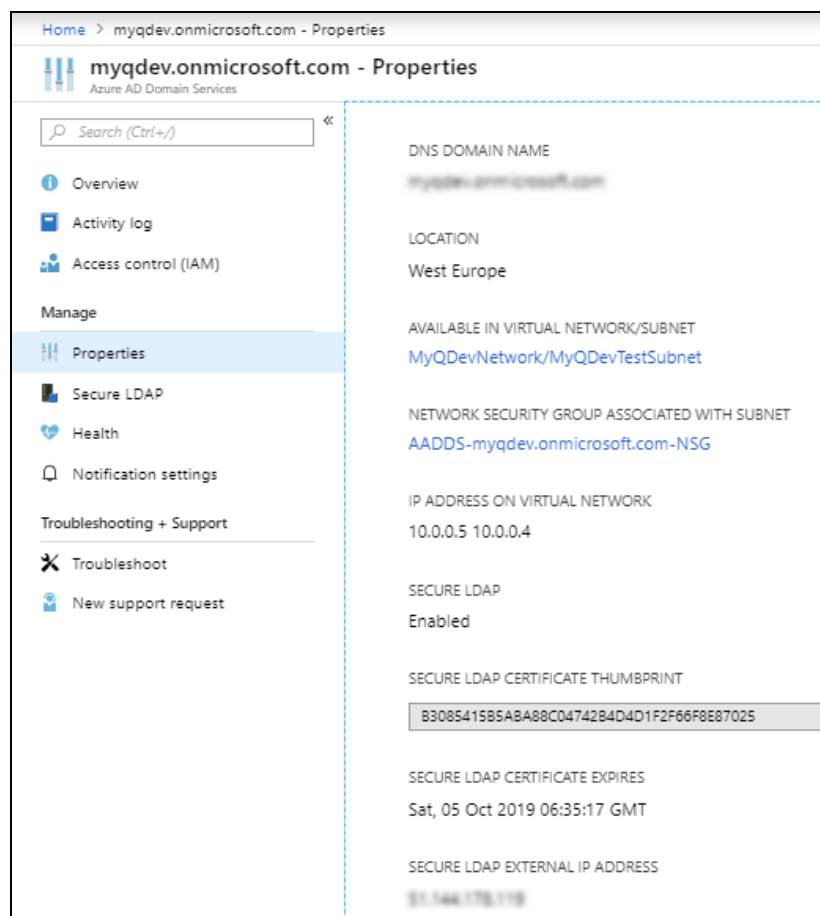 Home > myqdev.onmicrosoft.com - Properties
myqdev.onmicrosoft.com - Properties
Azure AD Domain Services
Search (Ctrl+/)
«
Overview
Activity log
Access control (IAM)
Manage
Properties
Secure LDAP
Health
Notification settings
Troubleshooting + Support
Troubleshoot
New support request
DNS DOMAIN NAME
LOCATION
West Europe
AVAILABLE IN VIRTUAL NETWORK/SUBNET
MyQDevNetwork/MyQDevTestSubnet
NETWORK SECURITY GROUP ASSOCIATED WITH SUBNET
AADDS-myqdev.onmicrosoft.com-NSG
IP ADDRESS ON VIRTUAL NETWORK
10.0.0.5 10.0.0.4
SECURE LDAP
Enabled
SECURE LDAP CERTIFICATE THUMBPRINT
B3085415B5ABA88C04742B4D4D1F2F66F8E87025
SECURE LDAP CERTIFICATE EXPIRES
Sat, 05 Oct 2019 06:35:17 GMT
SECURE LDAP EXTERNAL IP ADDRESS